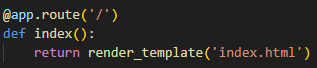 @app.route('/')
def index():
    return render_template('index.html')